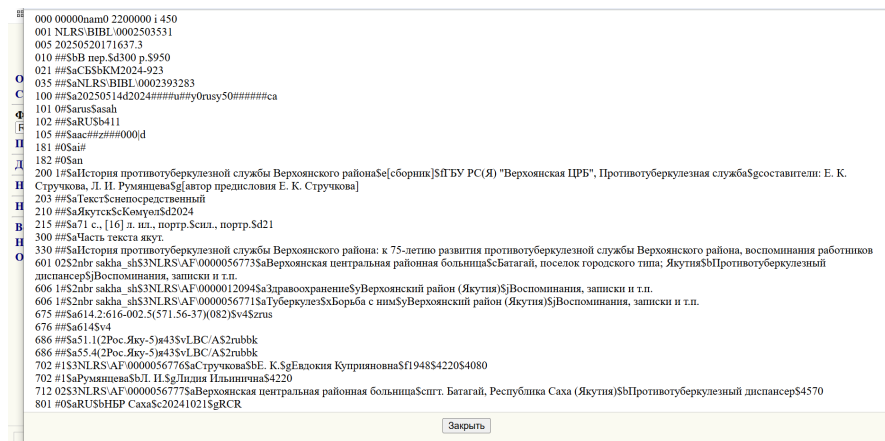 000 00000nam0 2200000 i 450
001 NLRS\BIBL\0002503531
005 20250520171637.3
010 ##$bВ пер.$d300 р.$950
021 ##$aСБ$bKM2024-923
035 ##$aNLRS\BIBL\0002393283
100 ##$a20250514d2024####u##y0rusy50######ca
101 0#$arus$asah
102 ##$aRU$b411
105 ##$aac##z###000|d
181 #0$ai#
182 #0$an
200 1#$aИстория противотуберкулезной службы Верхоянского района$e[сборник]$fГБУ РС(Я) "Верхоянская ЦРБ", Противотуберкулезная служба$gсоставители: Е. К.
Стручкова, Л. И. Румянцева$g[автор предисловия Е. К. Стручкова]
203 ##$aТекст$cнепосредственный
210 ##$aЯкутск$cКөмүөл$d2024
215 ##$a71 с., [16] л. ил., портр.$cил., портр.$d21
300 ##$aЧасть текста якут.
330 ##$aИстория противотуберкулезной службы Верхоянского района: к 75-летию развития противотуберкулезной службы Верхоянского района, воспоминания работников
601 02$2nbr sakha_sh$3NLRS\AF\0000056773$aВерхоянская центральная районная больница$cБатагай, поселок городского типа; Якутия$bПротивотуберкулезный
диспансер$jВоспоминания, записки и т.п.
606 1#$2nbr sakha_sh$3NLRS\AF\0000012094$aЗдравоохранение$yВерхоянский район (Якутия)$jВоспоминания, записки и т.п.
606 1#$2nbr sakha_sh$3NLRS\AF\0000056771$aТуберкулез$xБорьба с ним$yВерхоянский район (Якутия)$jВоспоминания, записки и т.п.
675 ##$a614.2:616-002.5(571.56-37)(082)$v4$zrus
676 ##$a614$v4
686 ##$a51.1(2Рос.Яку-5)я43$vLBC/A$2rubbk
686 ##$a55.4(2Рос.Яку-5)я43$vLBC/A$2rubbk
702 #1$3NLRS\AF\0000056776$aСтручкова$bЕ. К.$gЕвдокия Куприяновна$f1948$4220$4080
702 #1$aРумянцева$bЛ. И.$gЛидия Ильинична$4220
712 02$3NLRS\AF\0000056777$aВерхоянская центральная районная больница$cпгт. Батагай, Республика Саха (Якутия)$bПротивотуберкулезный диспансер$4570
801 #0$aRU$bНБР Саха$c20241021$gRCR
Закрыть